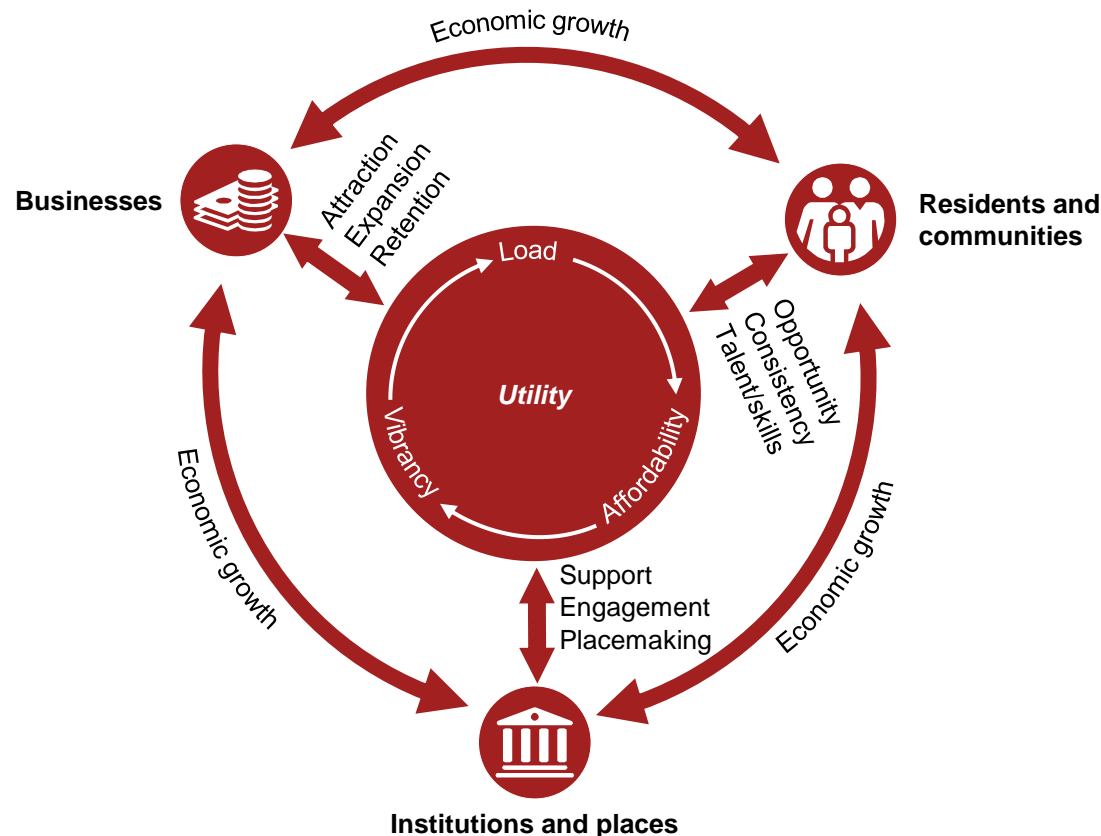 Economic growth
Businesses
Attraction
Expansion
Retention
Residents and
communities
Load
Utility
Vibrancy
Affordability
Opportunity
Consistency
Talent/skills
Economic growth
Economic growth
Support
Engagement
Placemaking
Institutions and places